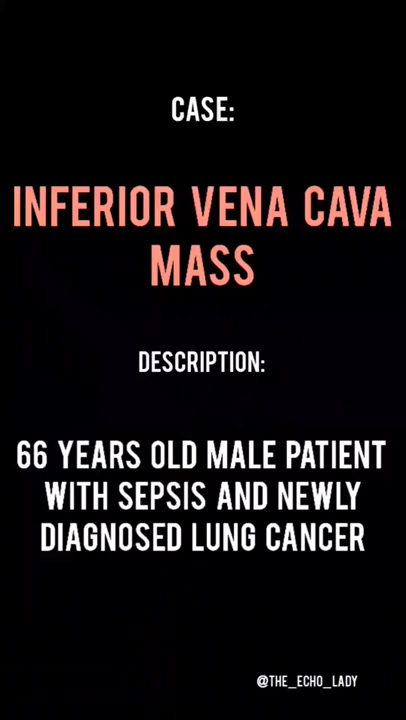 CASE:
INFERIOR VENA CAVA
MASS
DESCRIPTION:
66 YEARS OLD MALE PATIENT
WITH SEPSIS AND NEWLY
DIAGNOSED LUNG CANCER
@THE_ECHO_LADY